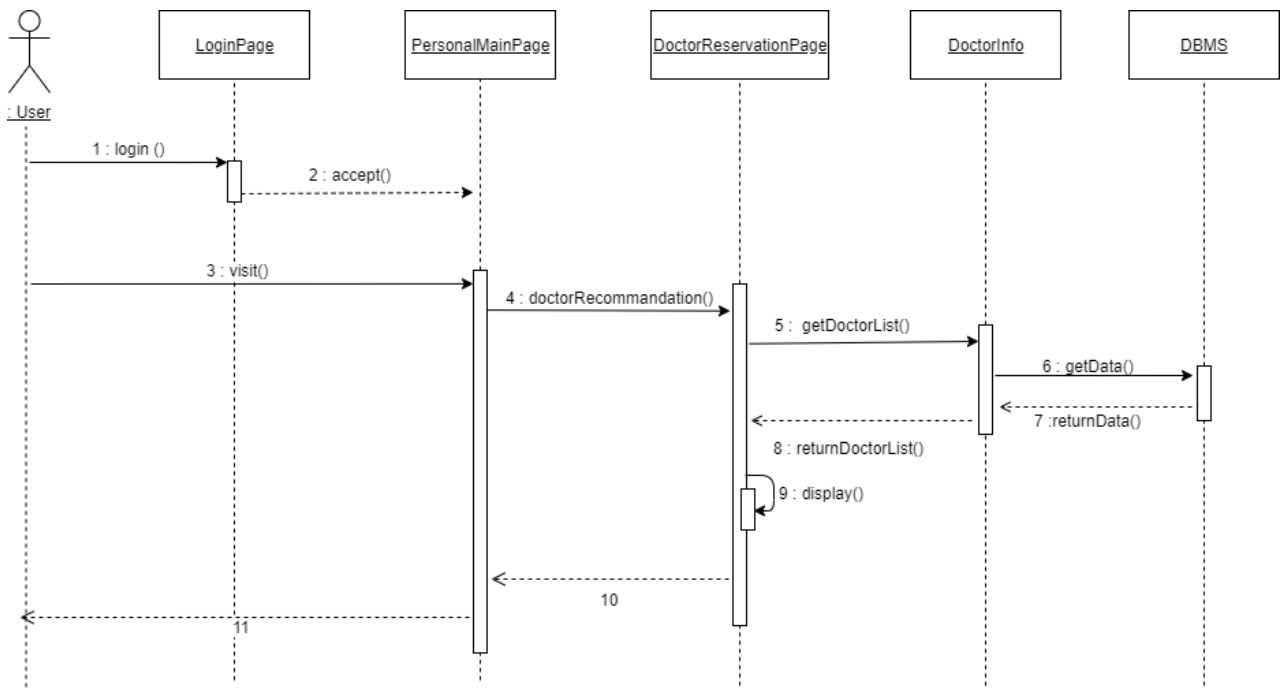 LoginPage
PersonalMainPage
DoctorReservationPage
DoctorInfo
DBMS
: User
1 : login ()
2 : accept()
3 : visit()
4 : doctorRecommandation()
5 :  getDoctorList()
6 : getData()
7 :returnData()
8 : returnDoctorList()
9 : display()
10
11